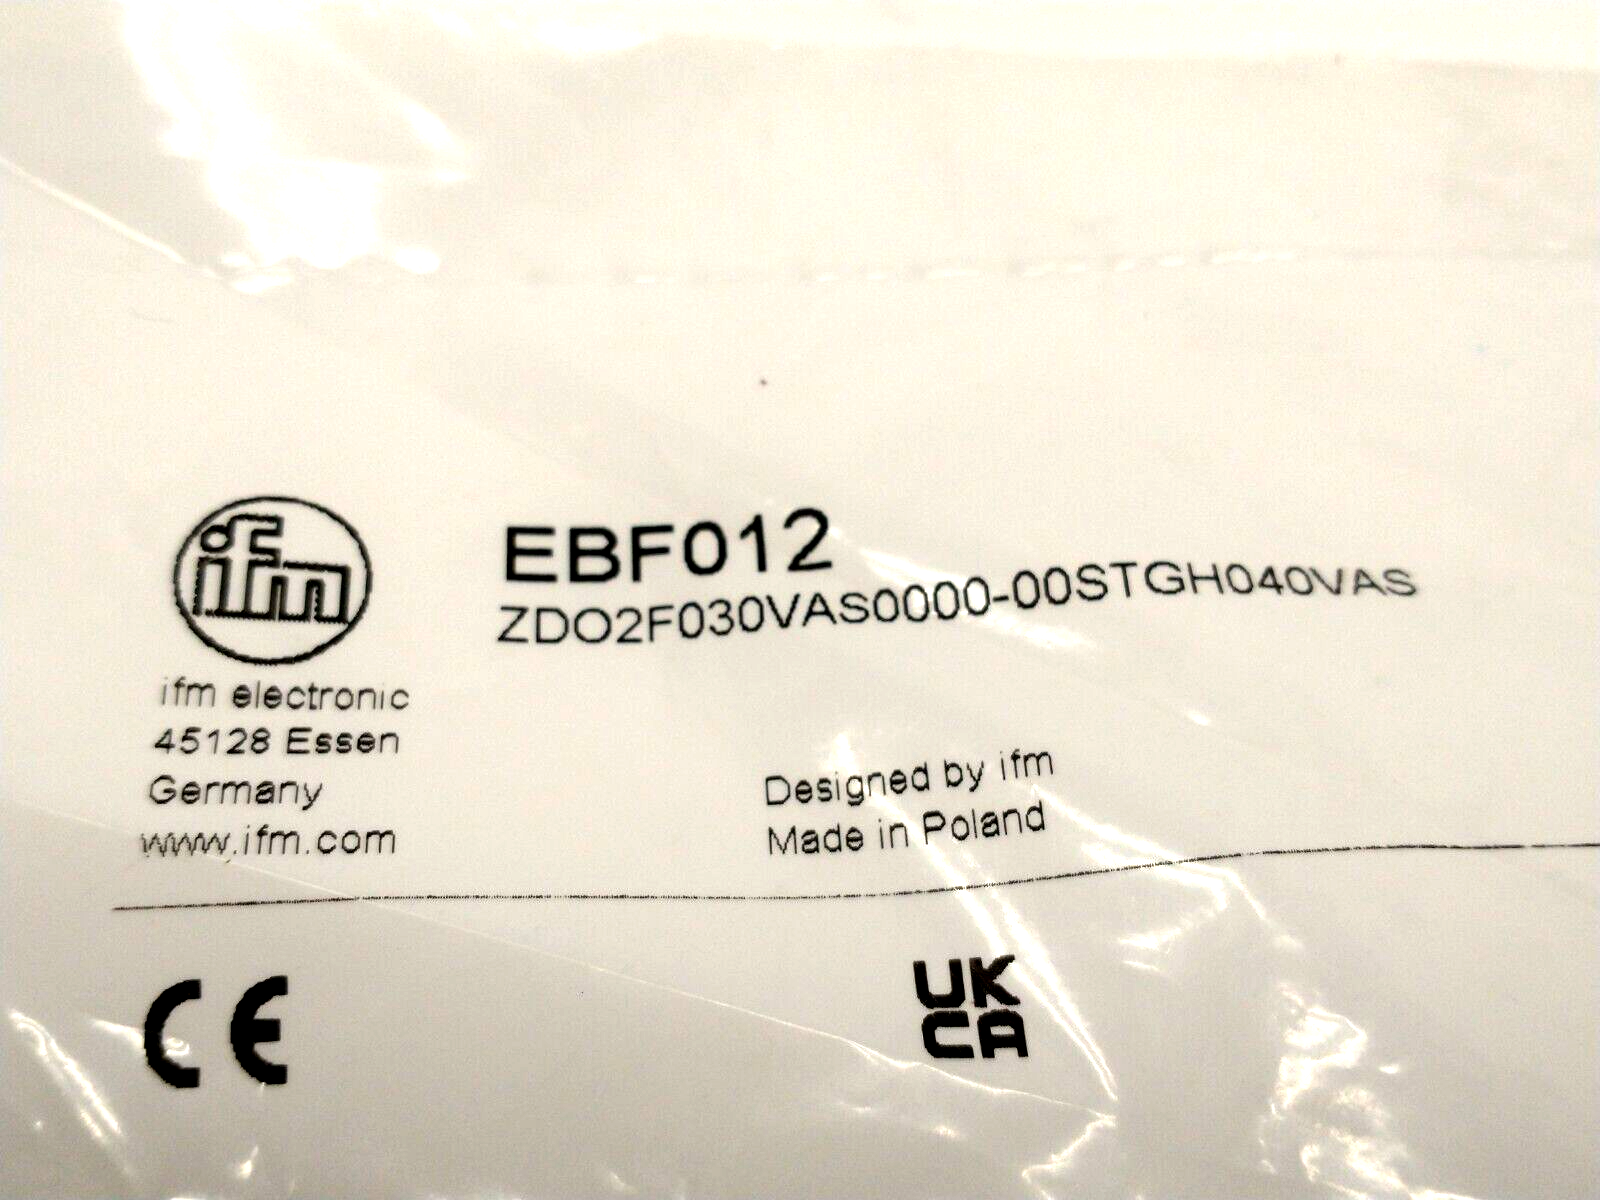 ifm
EBF012
ZDO2F030VAS0000-00STGH040VAS
ifm electronic
45128 Essen
Germany
www.ifm.com
Designed by ifm
Made in Poland
CE
UK
CA